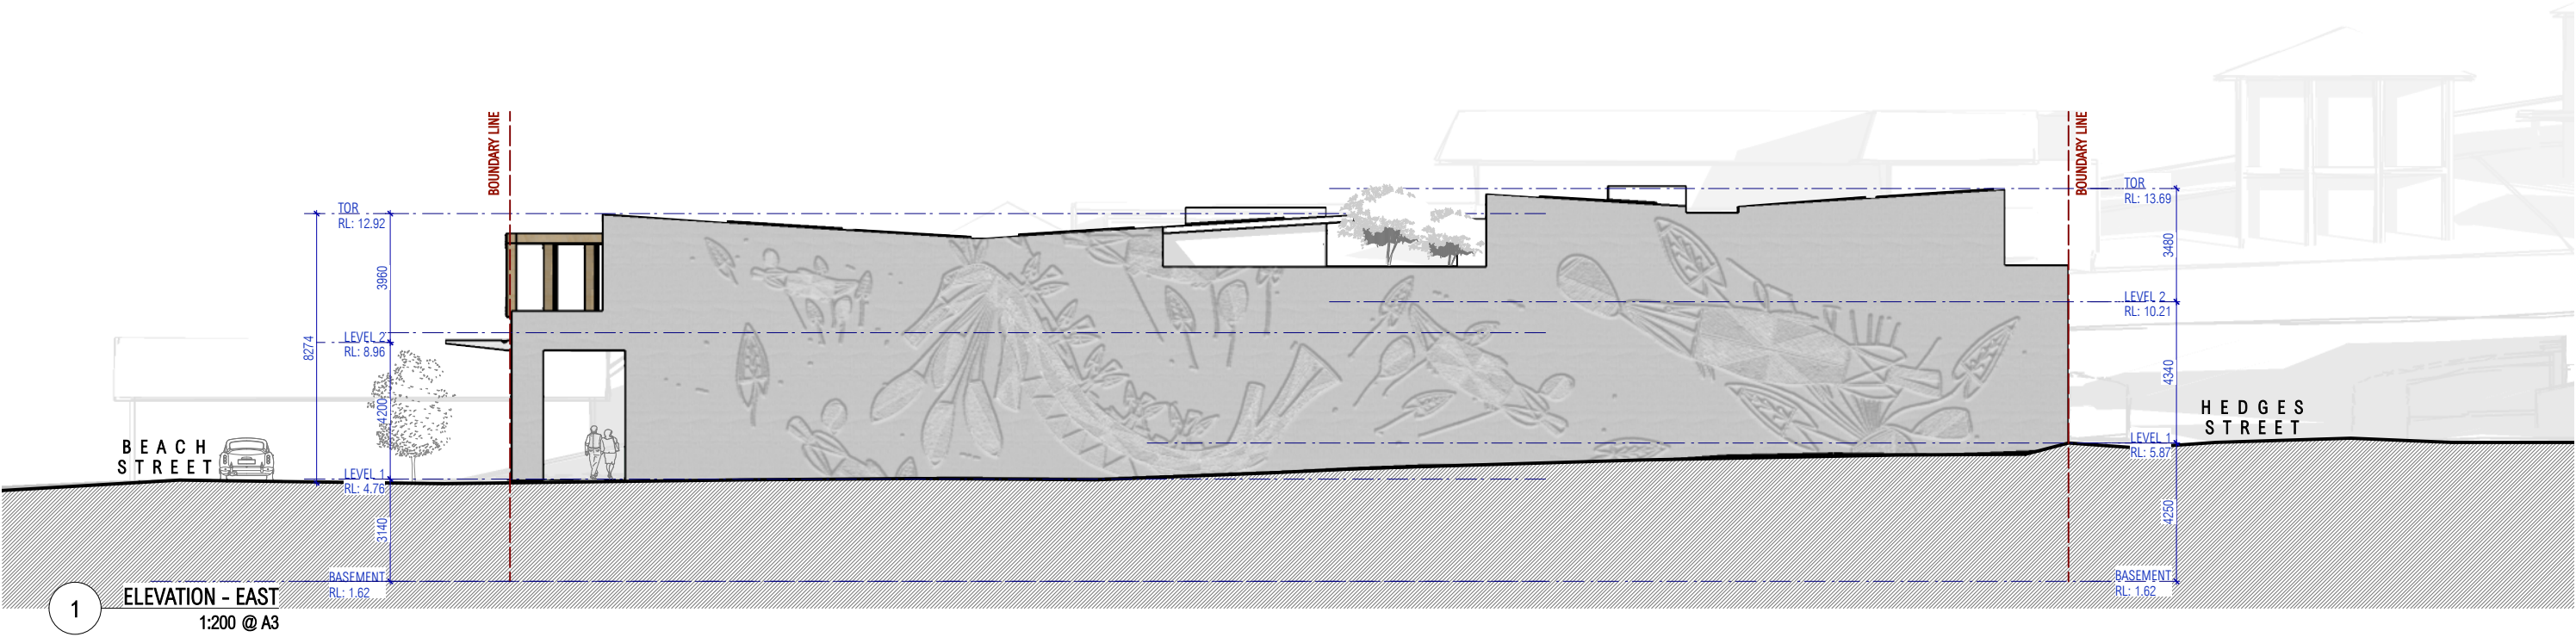 BOUNDARY LINE
BOUNDARY LINE
TOR
RL: 12.92
TOR
RL: 13.69
3960
3480
8274
LEVEL 2
RL: 8.96
LEVEL 2
RL: 10.21
4200
4340
BEACH
STREET
HEDGES
STREET
LEVEL 1
RL: 4.76
LEVEL 1
RL: 5.87
3140
4250
BASEMENT
RL: 1.62
BASEMENT
RL: 1.62
1
ELEVATION - EAST
1:200 @ A3